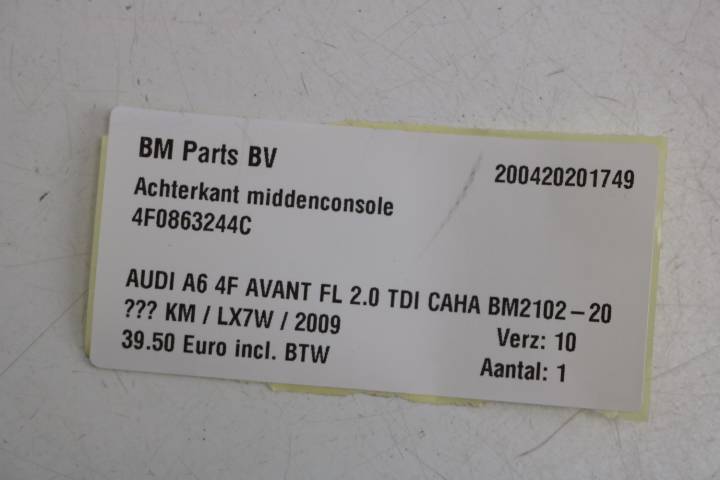 BM Parts BV
200420201749
Achterkant middenconsole
4F0863244C
AUDI A6 4F AVANT FL 2.0 TDI CAHA BM2102-20
??? KM / LX7W / 2009
Verz: 10
39.50 Euro incl. BTW
Aantal: 1